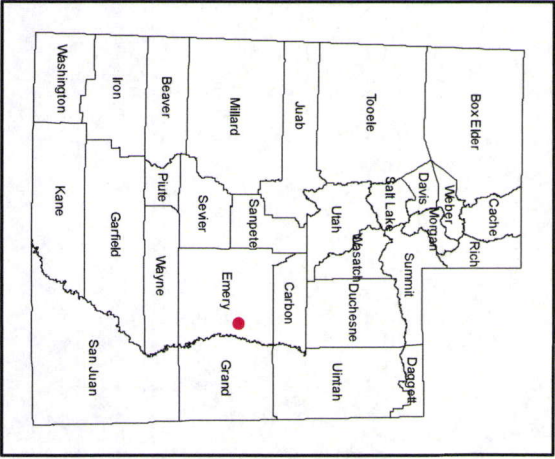 Box Elder
Cache
Rich
Weber
Morgan
Davis
Salt Lake
Summit
Daggett
Tooele
Utah
Wasatch
Duchesne
Uintah
Juab
Millard
Sanpete
Carbon
Sevier
Emery
Grand
Beaver
Piute
Wayne
Iron
Garfield
San Juan
Washington
Kane